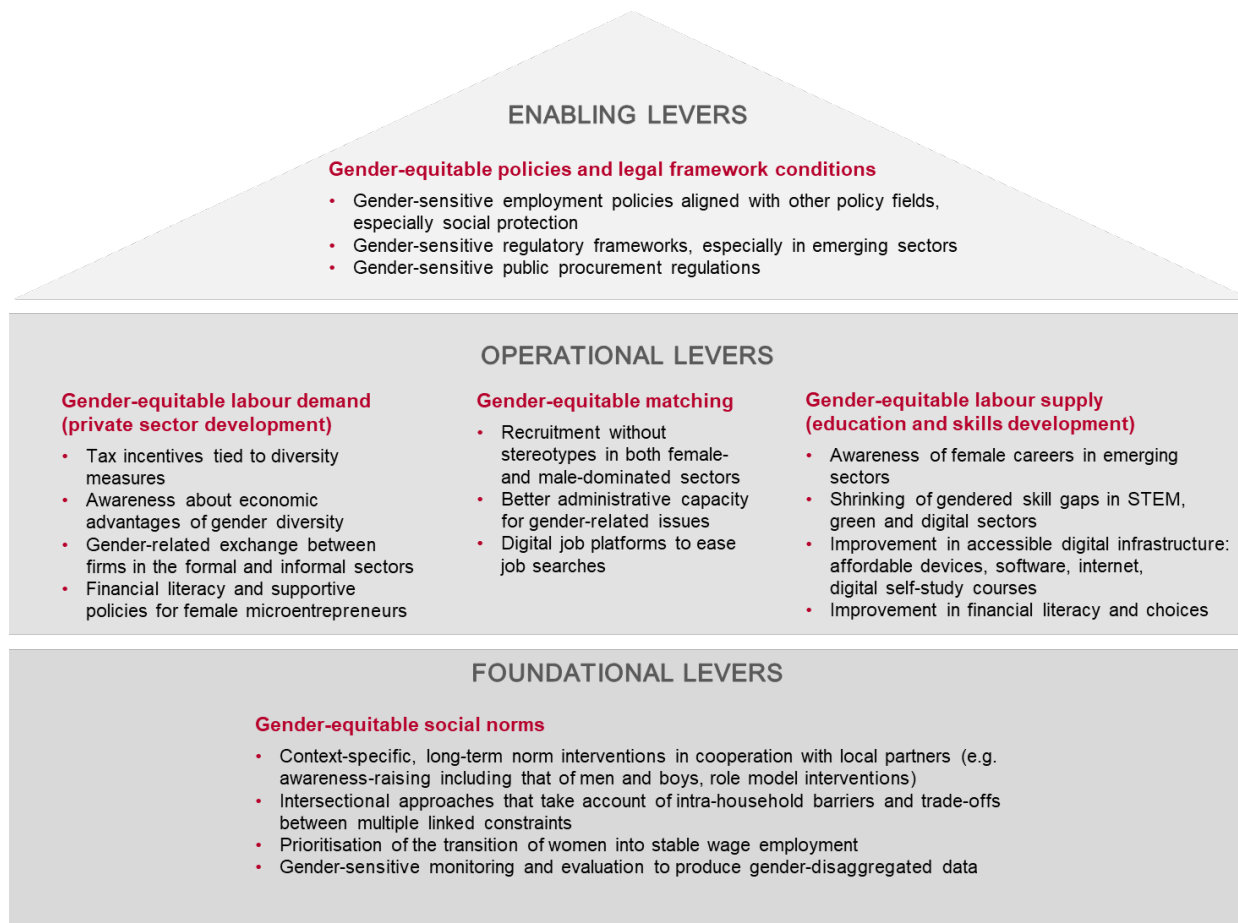 ENABLING LEVERS
Gender-equitable policies and legal framework conditions
• Gender-sensitive employment policies aligned with other policy fields,
especially social protection
• Gender-sensitive regulatory frameworks, especially in emerging sectors
• Gender-sensitive public procurement regulations
OPERATIONAL LEVERS
Gender-equitable labour demand
(private sector development)
• Tax incentives tied to diversity
measures
• Awareness about economic
advantages of gender diversity
• Gender-related exchange between
firms in the formal and informal sectors
• Financial literacy and supportive
policies for female microentrepreneurs
Gender-equitable matching
• Recruitment without
stereotypes in both female-
and male-dominated sectors
• Better administrative capacity
for gender-related issues
• Digital job platforms to ease
job searches
Gender-equitable labour supply
(education and skills development)
• Awareness of female careers in emerging
sectors
• Shrinking of gendered skill gaps in STEM,
green and digital sectors
• Improvement in accessible digital infrastructure:
affordable devices, software, internet,
digital self-study courses
• Improvement in financial literacy and choices
FOUNDATIONAL LEVERS
Gender-equitable social norms
• Context-specific, long-term norm interventions in cooperation with local partners (e.g.
awareness-raising including that of men and boys, role model interventions)
• Intersectional approaches that take account of intra-household barriers and trade-offs
between multiple linked constraints
• Prioritisation of the transition of women into stable wage employment
• Gender-sensitive monitoring and evaluation to produce gender-disaggregated data